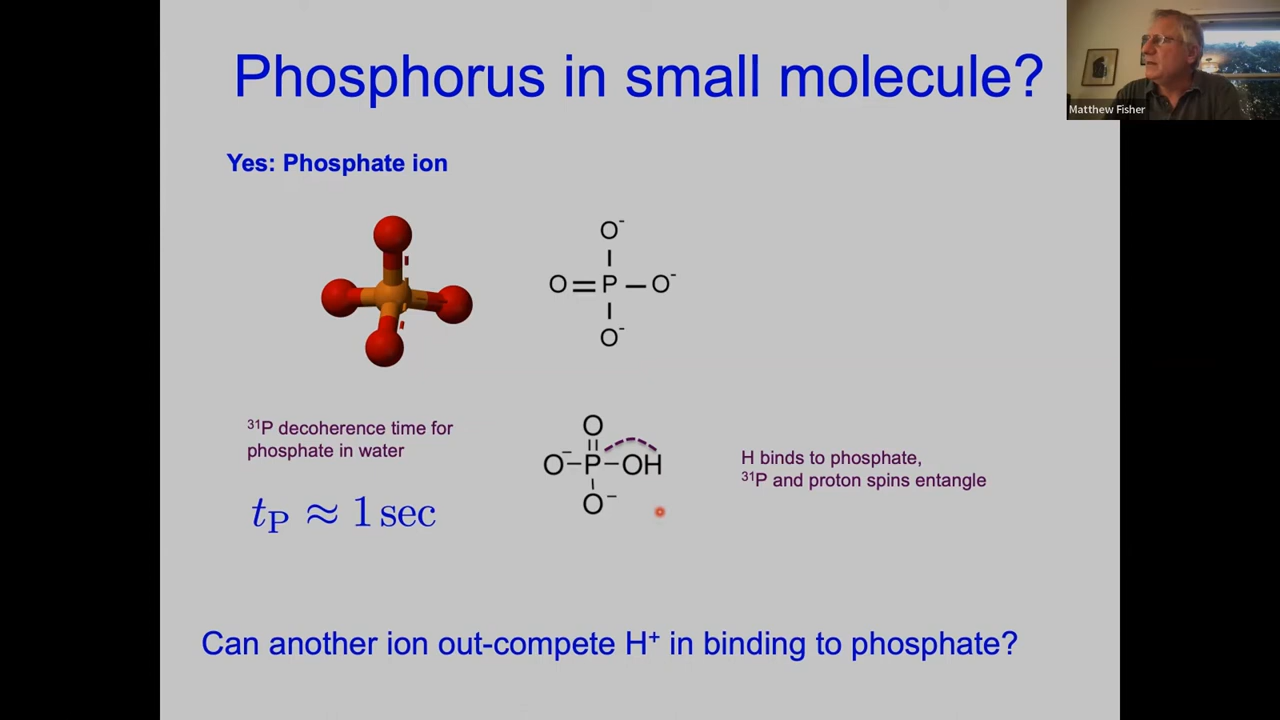 Phosphorus in small molecule?
Matthew Fisher
Yes: Phosphate ion
O⁻
O=P–O⁻
O⁻
³¹P decoherence time for
phosphate in water
t_P ≈ 1 sec
O
O⁻–P–OH
O⁻
H binds to phosphate,
³¹P and proton spins entangle
Can another ion out-compete H⁺ in binding to phosphate?